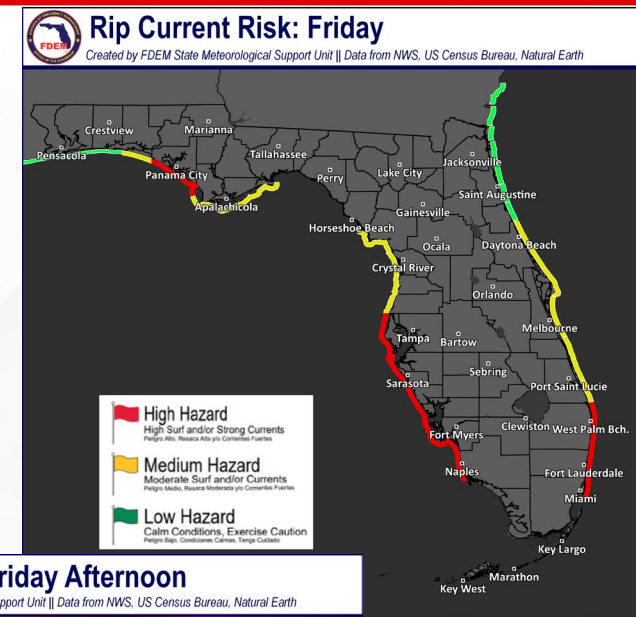 Rip Current Risk: Friday
Created by FDEM State Meteorological Support Unit || Data from NWS, US Census Bureau, Natural Earth
FDEM
Crestview
Marianna
Pensacola
Tallahassee
Jacksonville
Panama City
Perry
Lake City
Saint Augustine
Apalachicola
Gainesville
Horseshoe Beach
Ocala
Daytona Beach
Crystal River
Orlando
Melbourne
Tampa
Bartow
Sebring
Sarasota
Port Saint Lucie
Clewiston
West Palm Bch.
Fort Myers
Naples
Fort Lauderdale
Miami
Key Largo
Marathon
Key West
High Hazard
High Surf and/or Strong Currents
Peligro Alto, Resaca Alta y/o Corrientes Fuertes
Medium Hazard
Moderate Surf and/or Currents
Peligro Medio, Resaca Moderada y/o Corrientes Fuertes
Low Hazard
Calm Conditions, Exercise Caution
Peligro Bajo, Condiciones Calmas, Tenga Cuidado
riday Afternoon
pport Unit || Data from NWS, US Census Bureau, Natural Earth